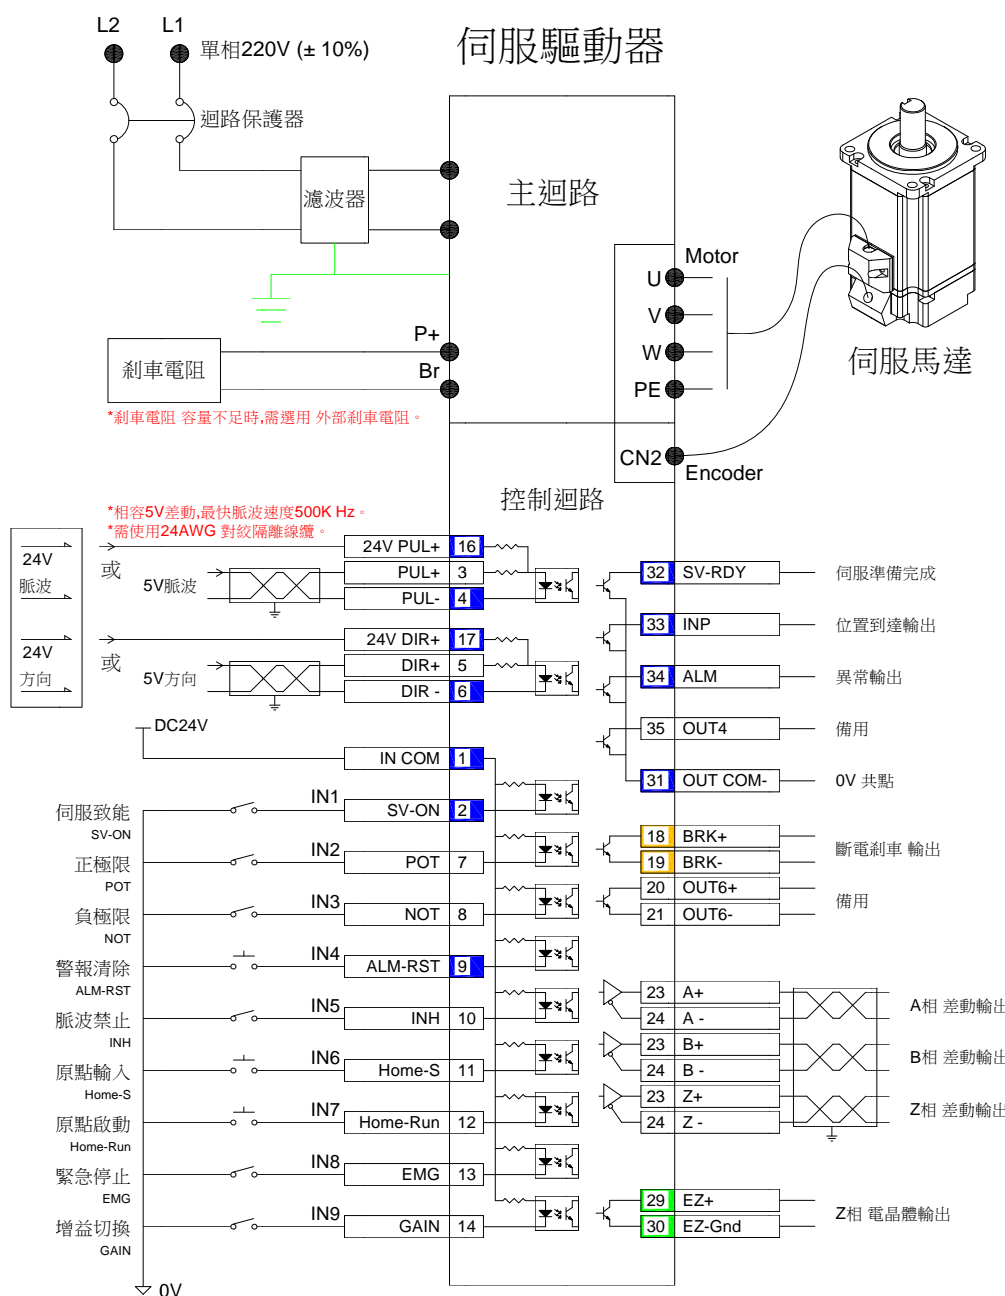 L2
L1
單相220V (± 10%)
伺服驅動器
迴路保護器
濾波器
主迴路
Motor
U
V
W
PE
伺服馬達
P+
Br
剎車電阻
*剎車電阻 容量不足時,需選用 外部剎車電阻。
CN2
Encoder
控制迴路
*相容5V差動,最快脈波速度500K Hz。
*需使用24AWG 對絞隔離線纜。
24V
脈波
或
5V脈波
24V PUL+ 16
PUL+ 3
PUL- 4
24V
方向
或
5V方向
24V DIR+ 17
DIR+ 5
DIR - 6
DC24V
IN COM 1
伺服致能
SV-ON
IN1
SV-ON 2
正極限
POT
IN2
POT 7
負極限
NOT
IN3
NOT 8
警報清除
ALM-RST
IN4
ALM-RST 9
脈波禁止
INH
IN5
INH 10
原點輸入
Home-S
IN6
Home-S 11
原點啟動
Home-Run
IN7
Home-Run 12
緊急停止
EMG
IN8
EMG 13
增益切換
GAIN
IN9
GAIN 14
0V
32 SV-RDY 伺服準備完成
33 INP 位置到達輸出
34 ALM 異常輸出
35 OUT4 備用
31 OUT COM- 0V 共點
18 BRK+
19 BRK-
斷電剎車 輸出
20 OUT6+
21 OUT6-
備用
23 A+
24 A -
A相 差動輸出
23 B+
24 B -
B相 差動輸出
23 Z+
24 Z -
Z相 差動輸出
29 EZ+
30 EZ-Gnd
Z相 電晶體輸出